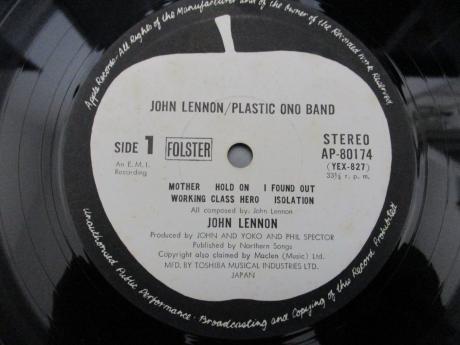 Apple Records · All Rights of the Manufacturer and of the Owner of the Recorded Work Reserved
JOHN LENNON/PLASTIC ONO BAND
SIDE 1 FOLSTER STEREO
AP-80174
An E.M.I. (YEX-827)
Recording 33⅓ r. p. m.
MOTHER HOLD ON I FOUND OUT
WORKING CLASS HERO ISOLATION
All composed by: John Lennon
JOHN LENNON
Produced by JOHN AND YOKO AND PHIL SPECTOR
Published by Northern Songs
Copyright also claimed by Maclen (Music) Ltd.
MFD. BY TOSHIBA MUSICAL INDUSTRIES LTD.
JAPAN
Unauthorised Public Performance · Broadcasting and Copying of this Record Prohibited